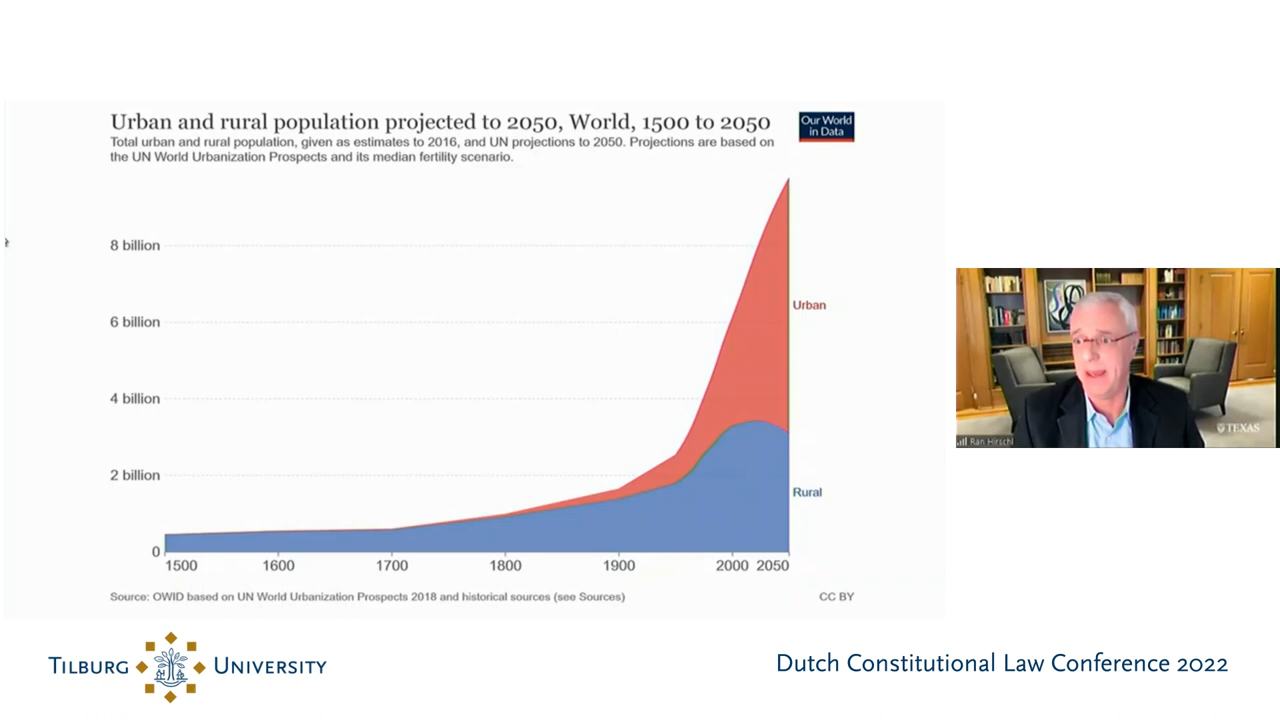 Urban and rural population projected to 2050, World, 1500 to 2050
Our World
in Data
Total urban and rural population, given as estimates to 2016, and UN projections to 2050. Projections are based on
the UN World Urbanization Prospects and its median fertility scenario.
8 billion
6 billion
4 billion
2 billion
0
Urban
Rural
1500
1600
1700
1800
1900
2000
2050
Source: OWID based on UN World Urbanization Prospects 2018 and historical sources (see Sources)
CC BY
TEXAS
Ran Hirschl
TILBURG UNIVERSITY
Dutch Constitutional Law Conference 2022